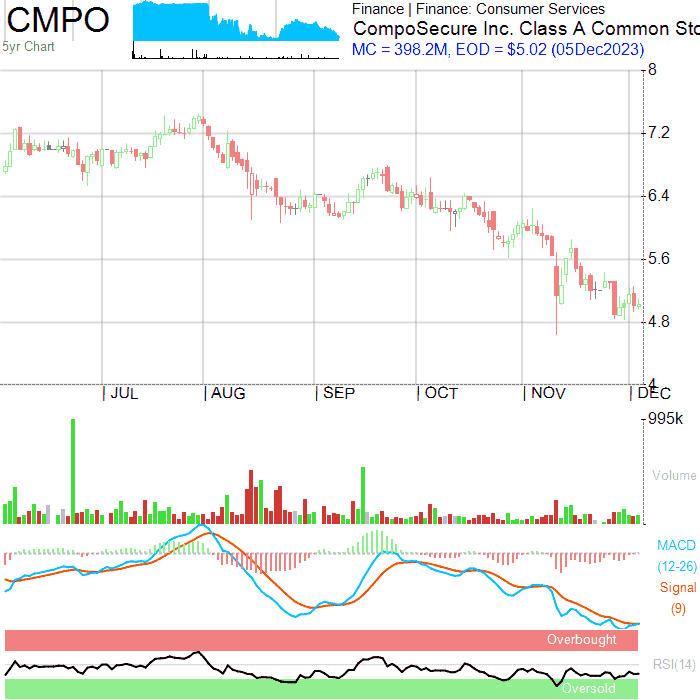 CMPO
5yr Chart
Finance | Finance: Consumer Services
CompoSecure Inc. Class A Common Sto
MC = 398.2M, EOD = $5.02 (05Dec2023)
8
7.2
6.4
5.6
4.8
4
JUL AUG SEP OCT NOV DEC
995k
Volume
MACD
(12-26)
Signal
(9)
Overbought
RSI(14)
Oversold